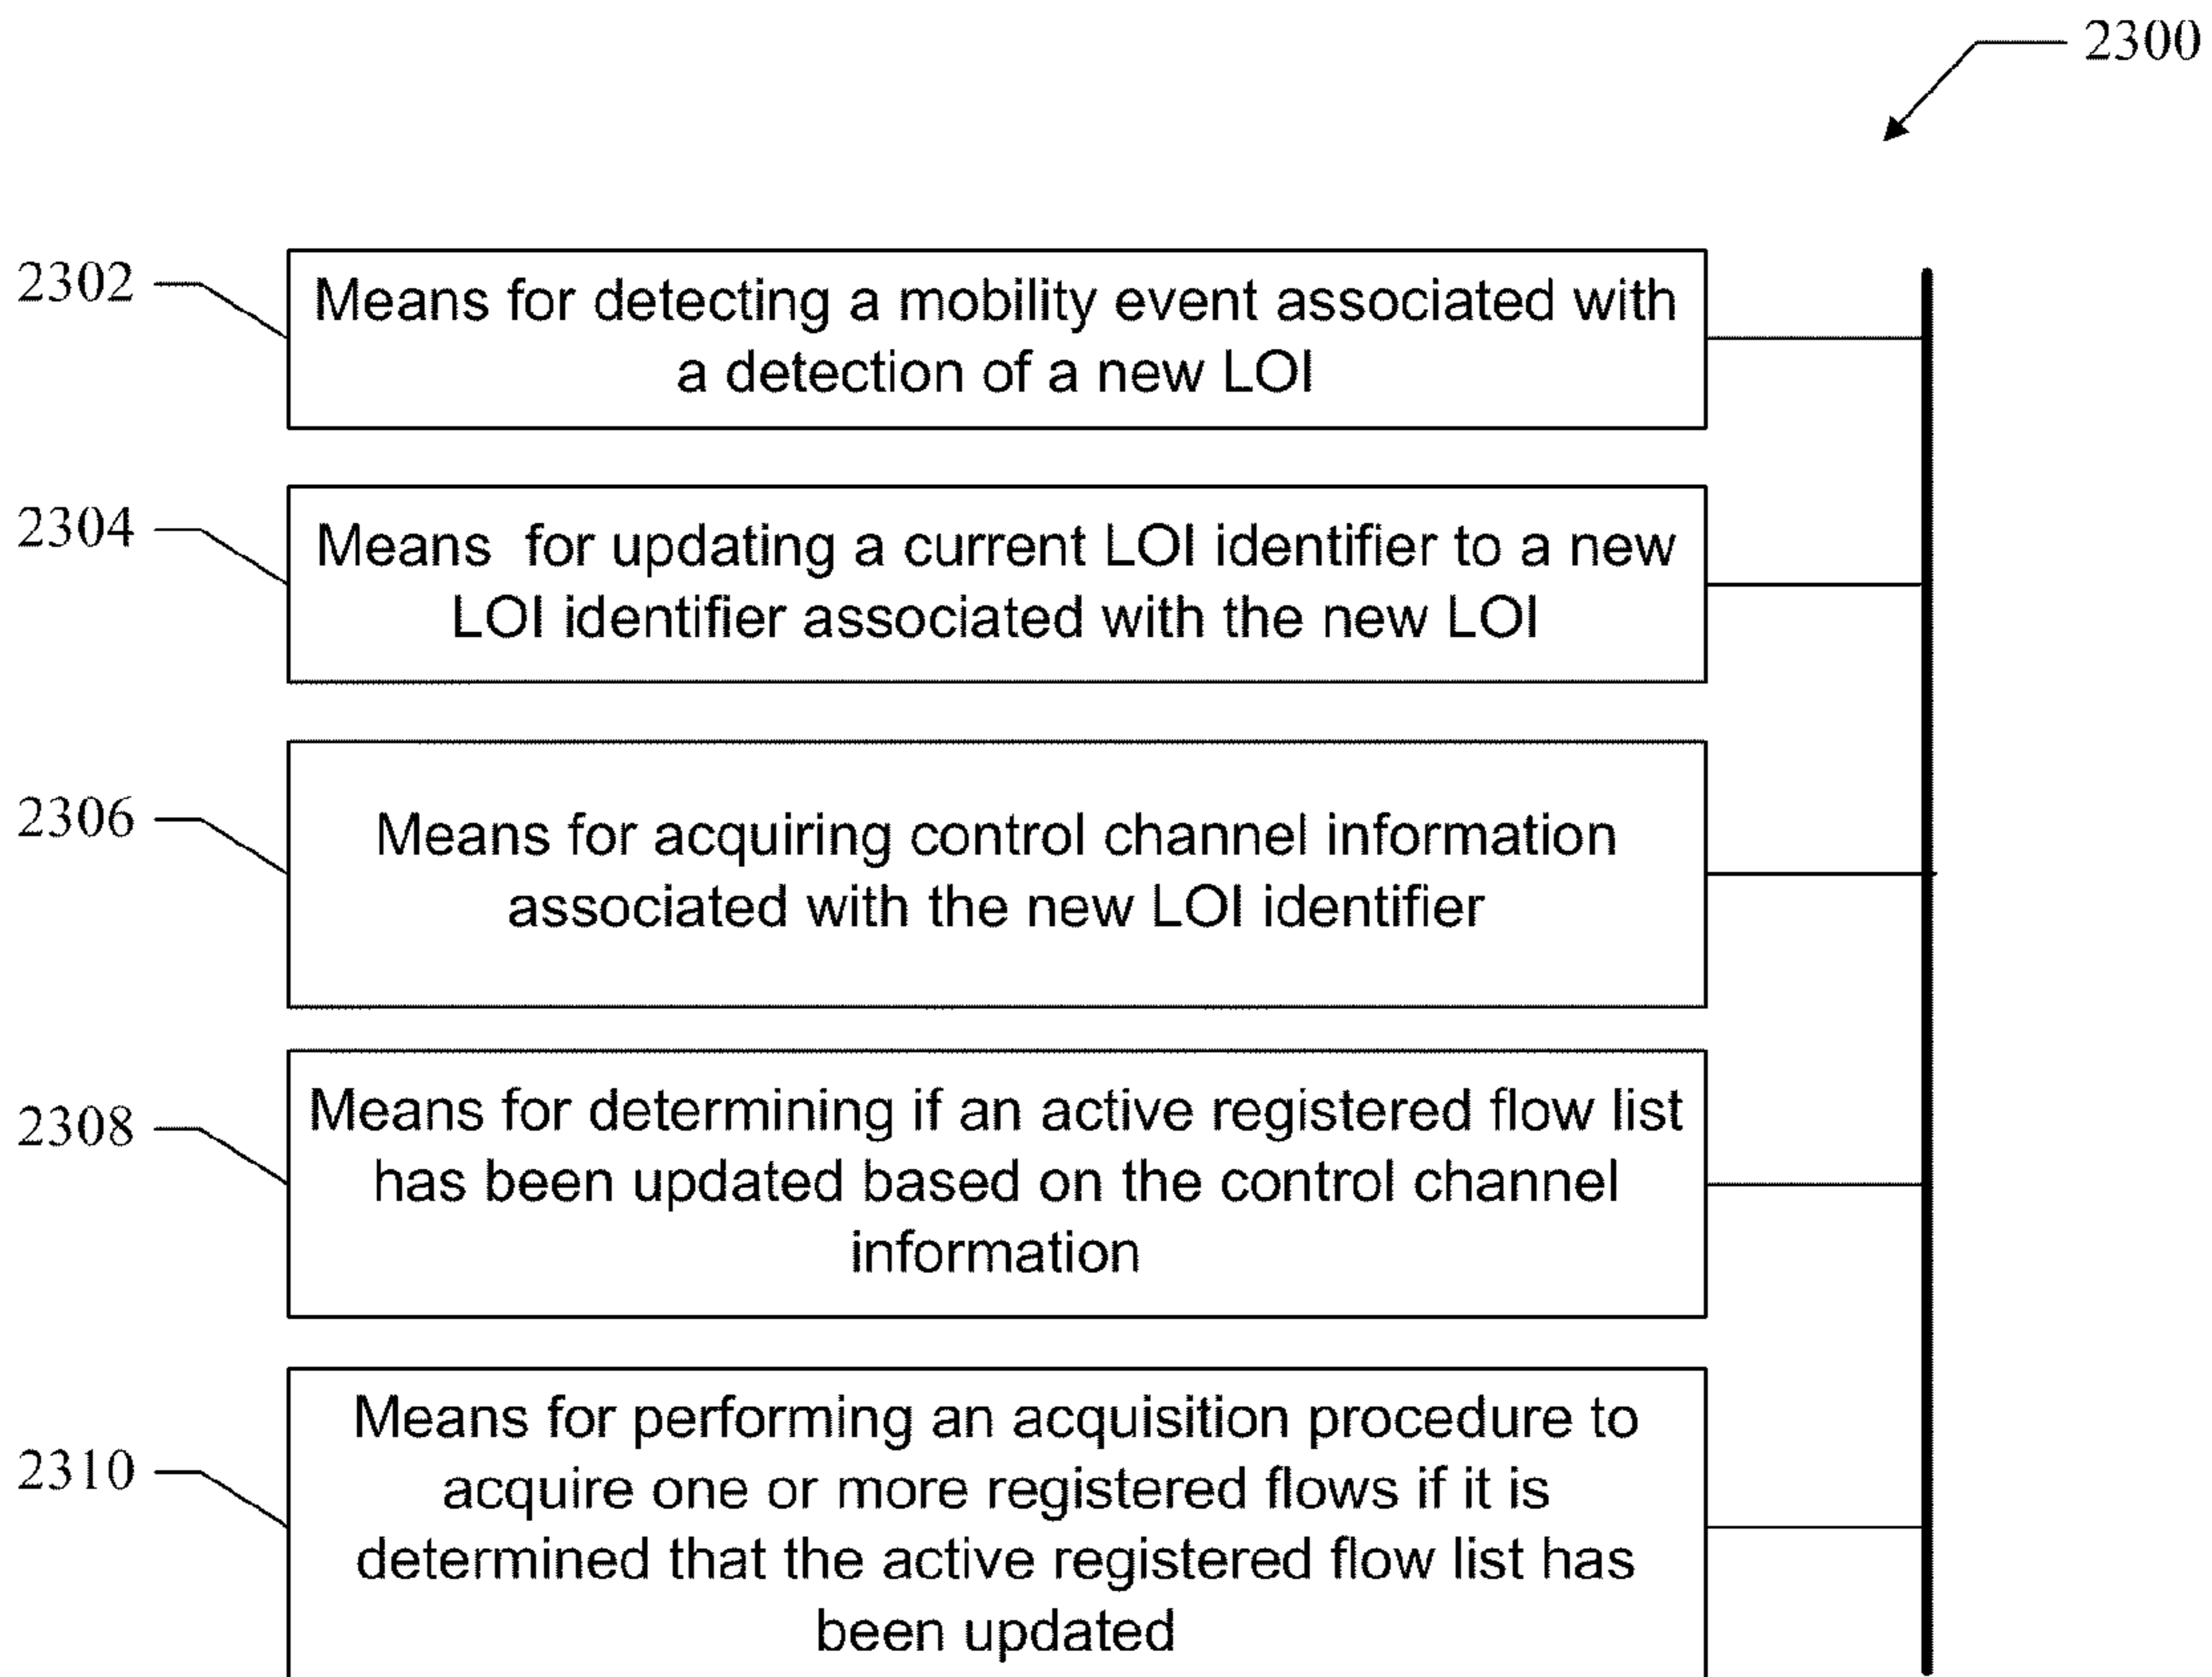 2300
2302
Means for detecting a mobility event associated with
a detection of a new LOI
2304
Means for updating a current LOI identifier to a new
LOI identifier associated with the new LOI
2306
Means for acquiring control channel information
associated with the new LOI identifier
2308
Means for determining if an active registered flow list
has been updated based on the control channel
information
2310
Means for performing an acquisition procedure to
acquire one or more registered flows if it is
determined that the active registered flow list has
been updated